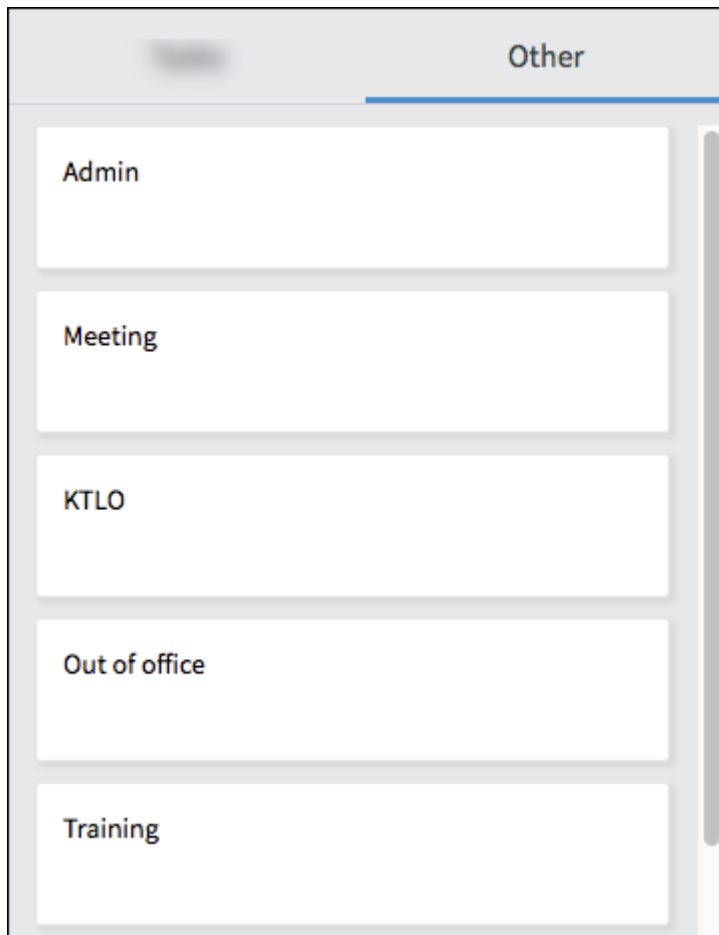 Other
Admin
Meeting
KTLO
Out of office
Training